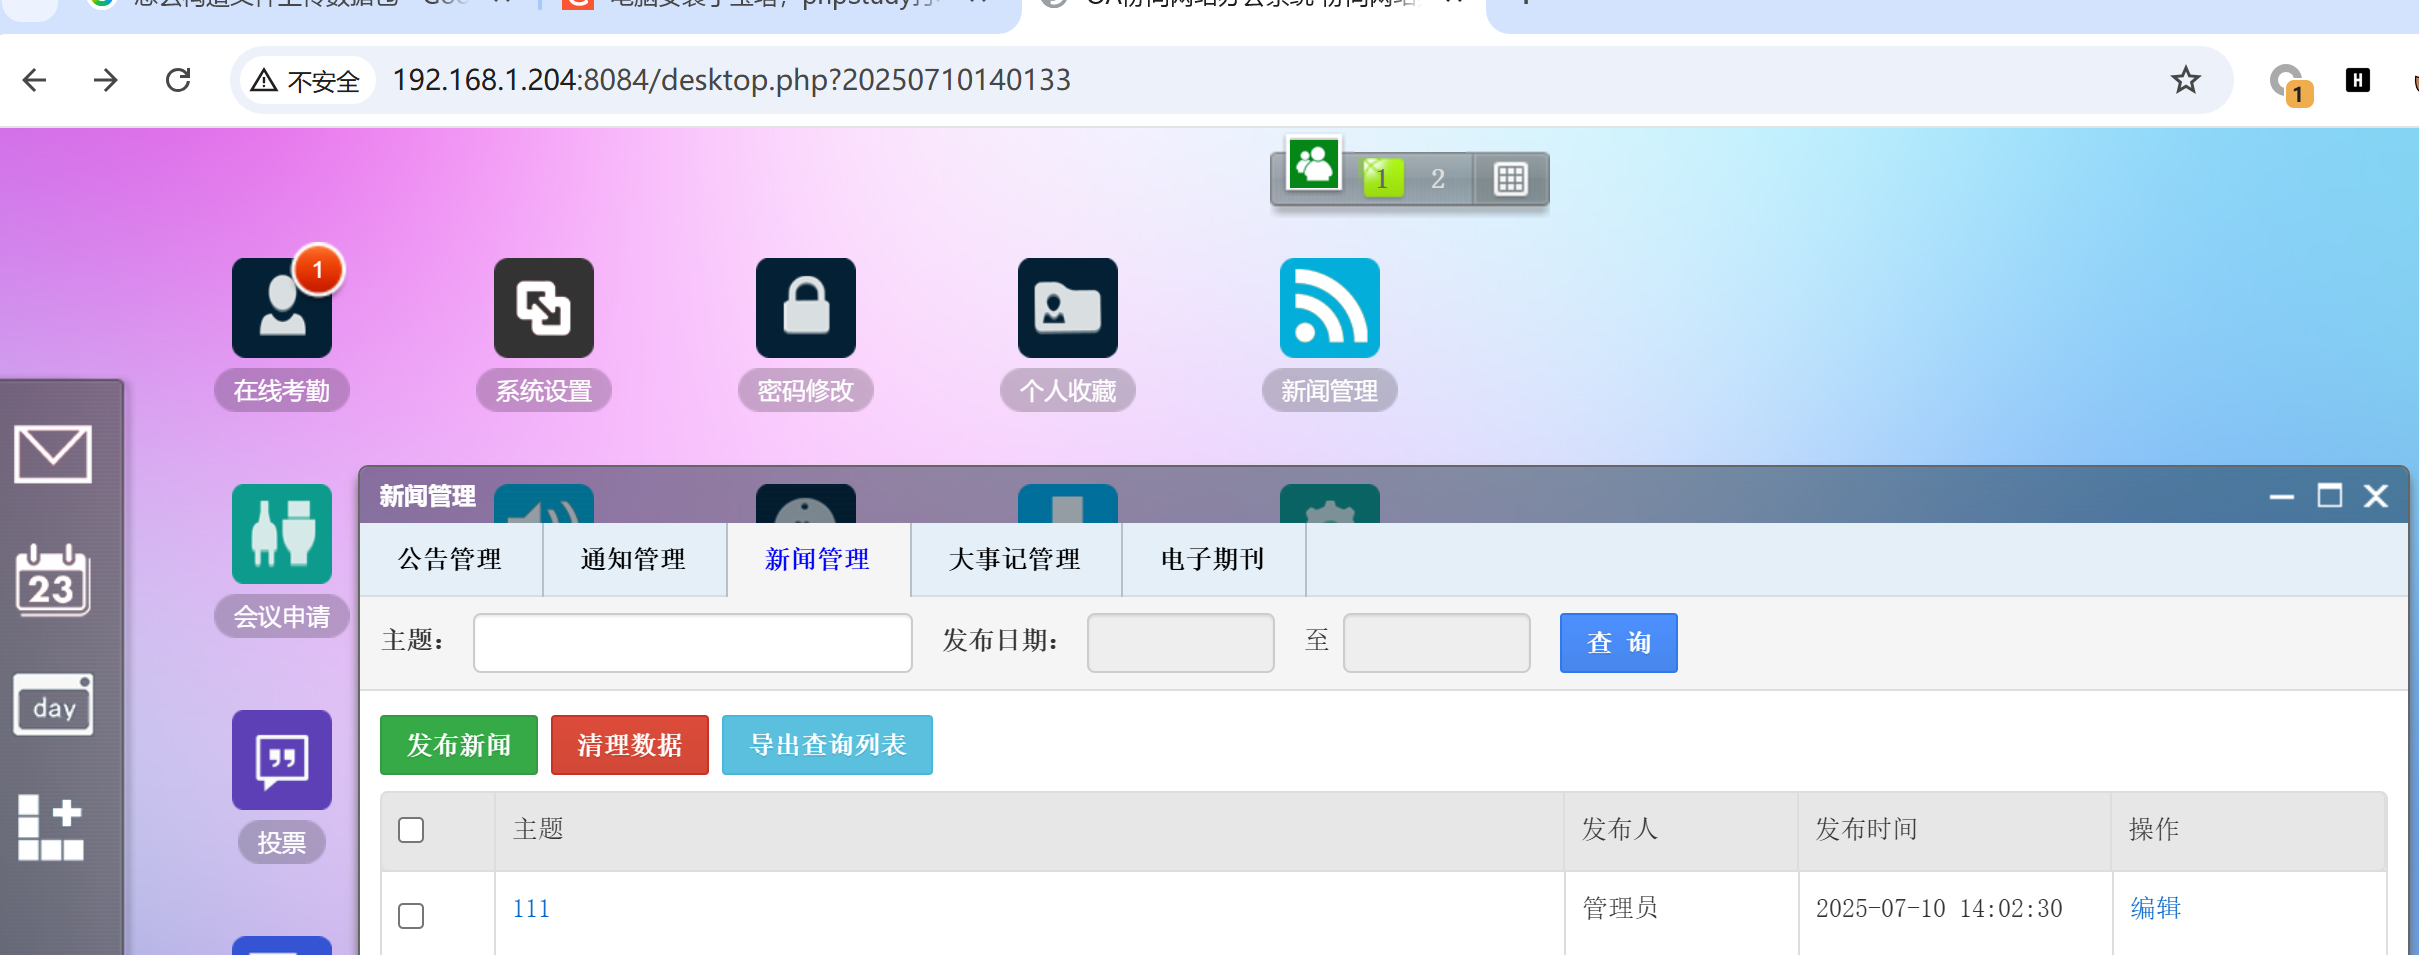 不安全 192.168.1.204:8084/desktop.php?20250710140133
1
1 2
1
在线考勤 系统设置 密码修改 个人收藏 新闻管理
23
day
会议申请
投票
新闻管理
公告管理 通知管理 新闻管理 大事记管理 电子期刊
主题： 发布日期： 至 查 询
发布新闻 清理数据 导出查询列表
主题 发布人 发布时间 操作
111 管理员 2025-07-10 14:02:30 编辑